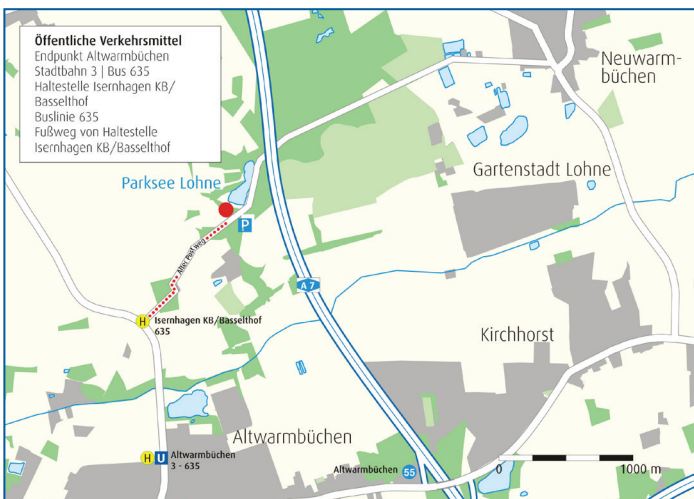 Öffentliche Verkehrsmittel
Endpunkt Altwarmbüchen
Stadtbahn 3 | Bus 635
Haltestelle Isernhagen KB/
Basselthof
Buslinie 635
Fußweg von Haltestelle
Isernhagen KB/Basselthof
Neuwarm-
büchen
Gartenstadt Lohne
Parksee Lohne
P
Alter Postweg
A 7
H Isernhagen KB/Basselthof
635
Kirchhorst
Altwarmbüchen
H U Altwarmbüchen
3 - 635
Altwarmbüchen 55
0 1000 m